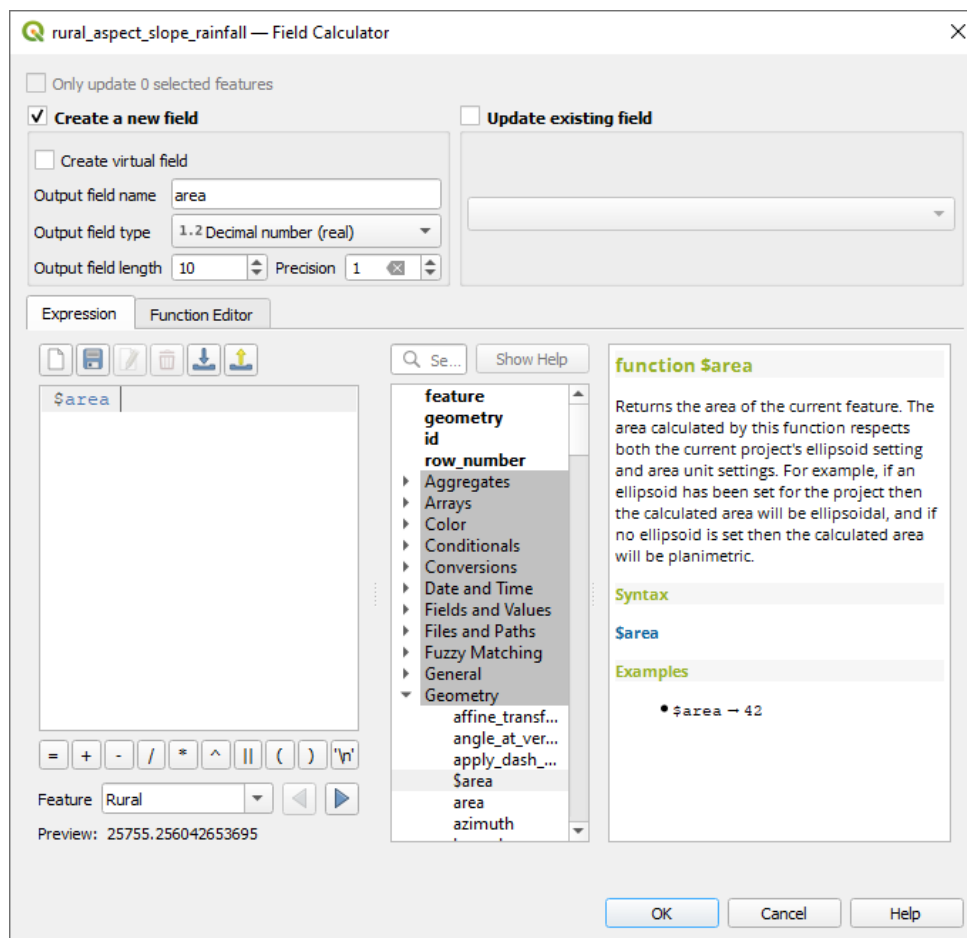 rural_aspect_slope_rainfall — Field Calculator
Only update 0 selected features
Create a new field
Update existing field
Create virtual field
Output field name area
Output field type 1.2 Decimal number (real)
Output field length 10 Precision 1
Expression Function Editor
Se... Show Help
$area
feature
geometry
id
row_number
Aggregates
Arrays
Color
Conditionals
Conversions
Date and Time
Fields and Values
Files and Paths
Fuzzy Matching
General
Geometry
affine_transf...
angle_at_ver...
apply_dash_...
$area
area
azimuth
function $area
Returns the area of the current feature. The
area calculated by this function respects
both the current project's ellipsoid setting
and area unit settings. For example, if an
ellipsoid has been set for the project then
the calculated area will be ellipsoidal, and if
no ellipsoid is set then the calculated area
will be planimetric.
Syntax
$area
Examples
• $area → 42
= + - / * ^ || ( ) '\n'
Feature Rural
Preview: 25755.256042653695
OK Cancel Help